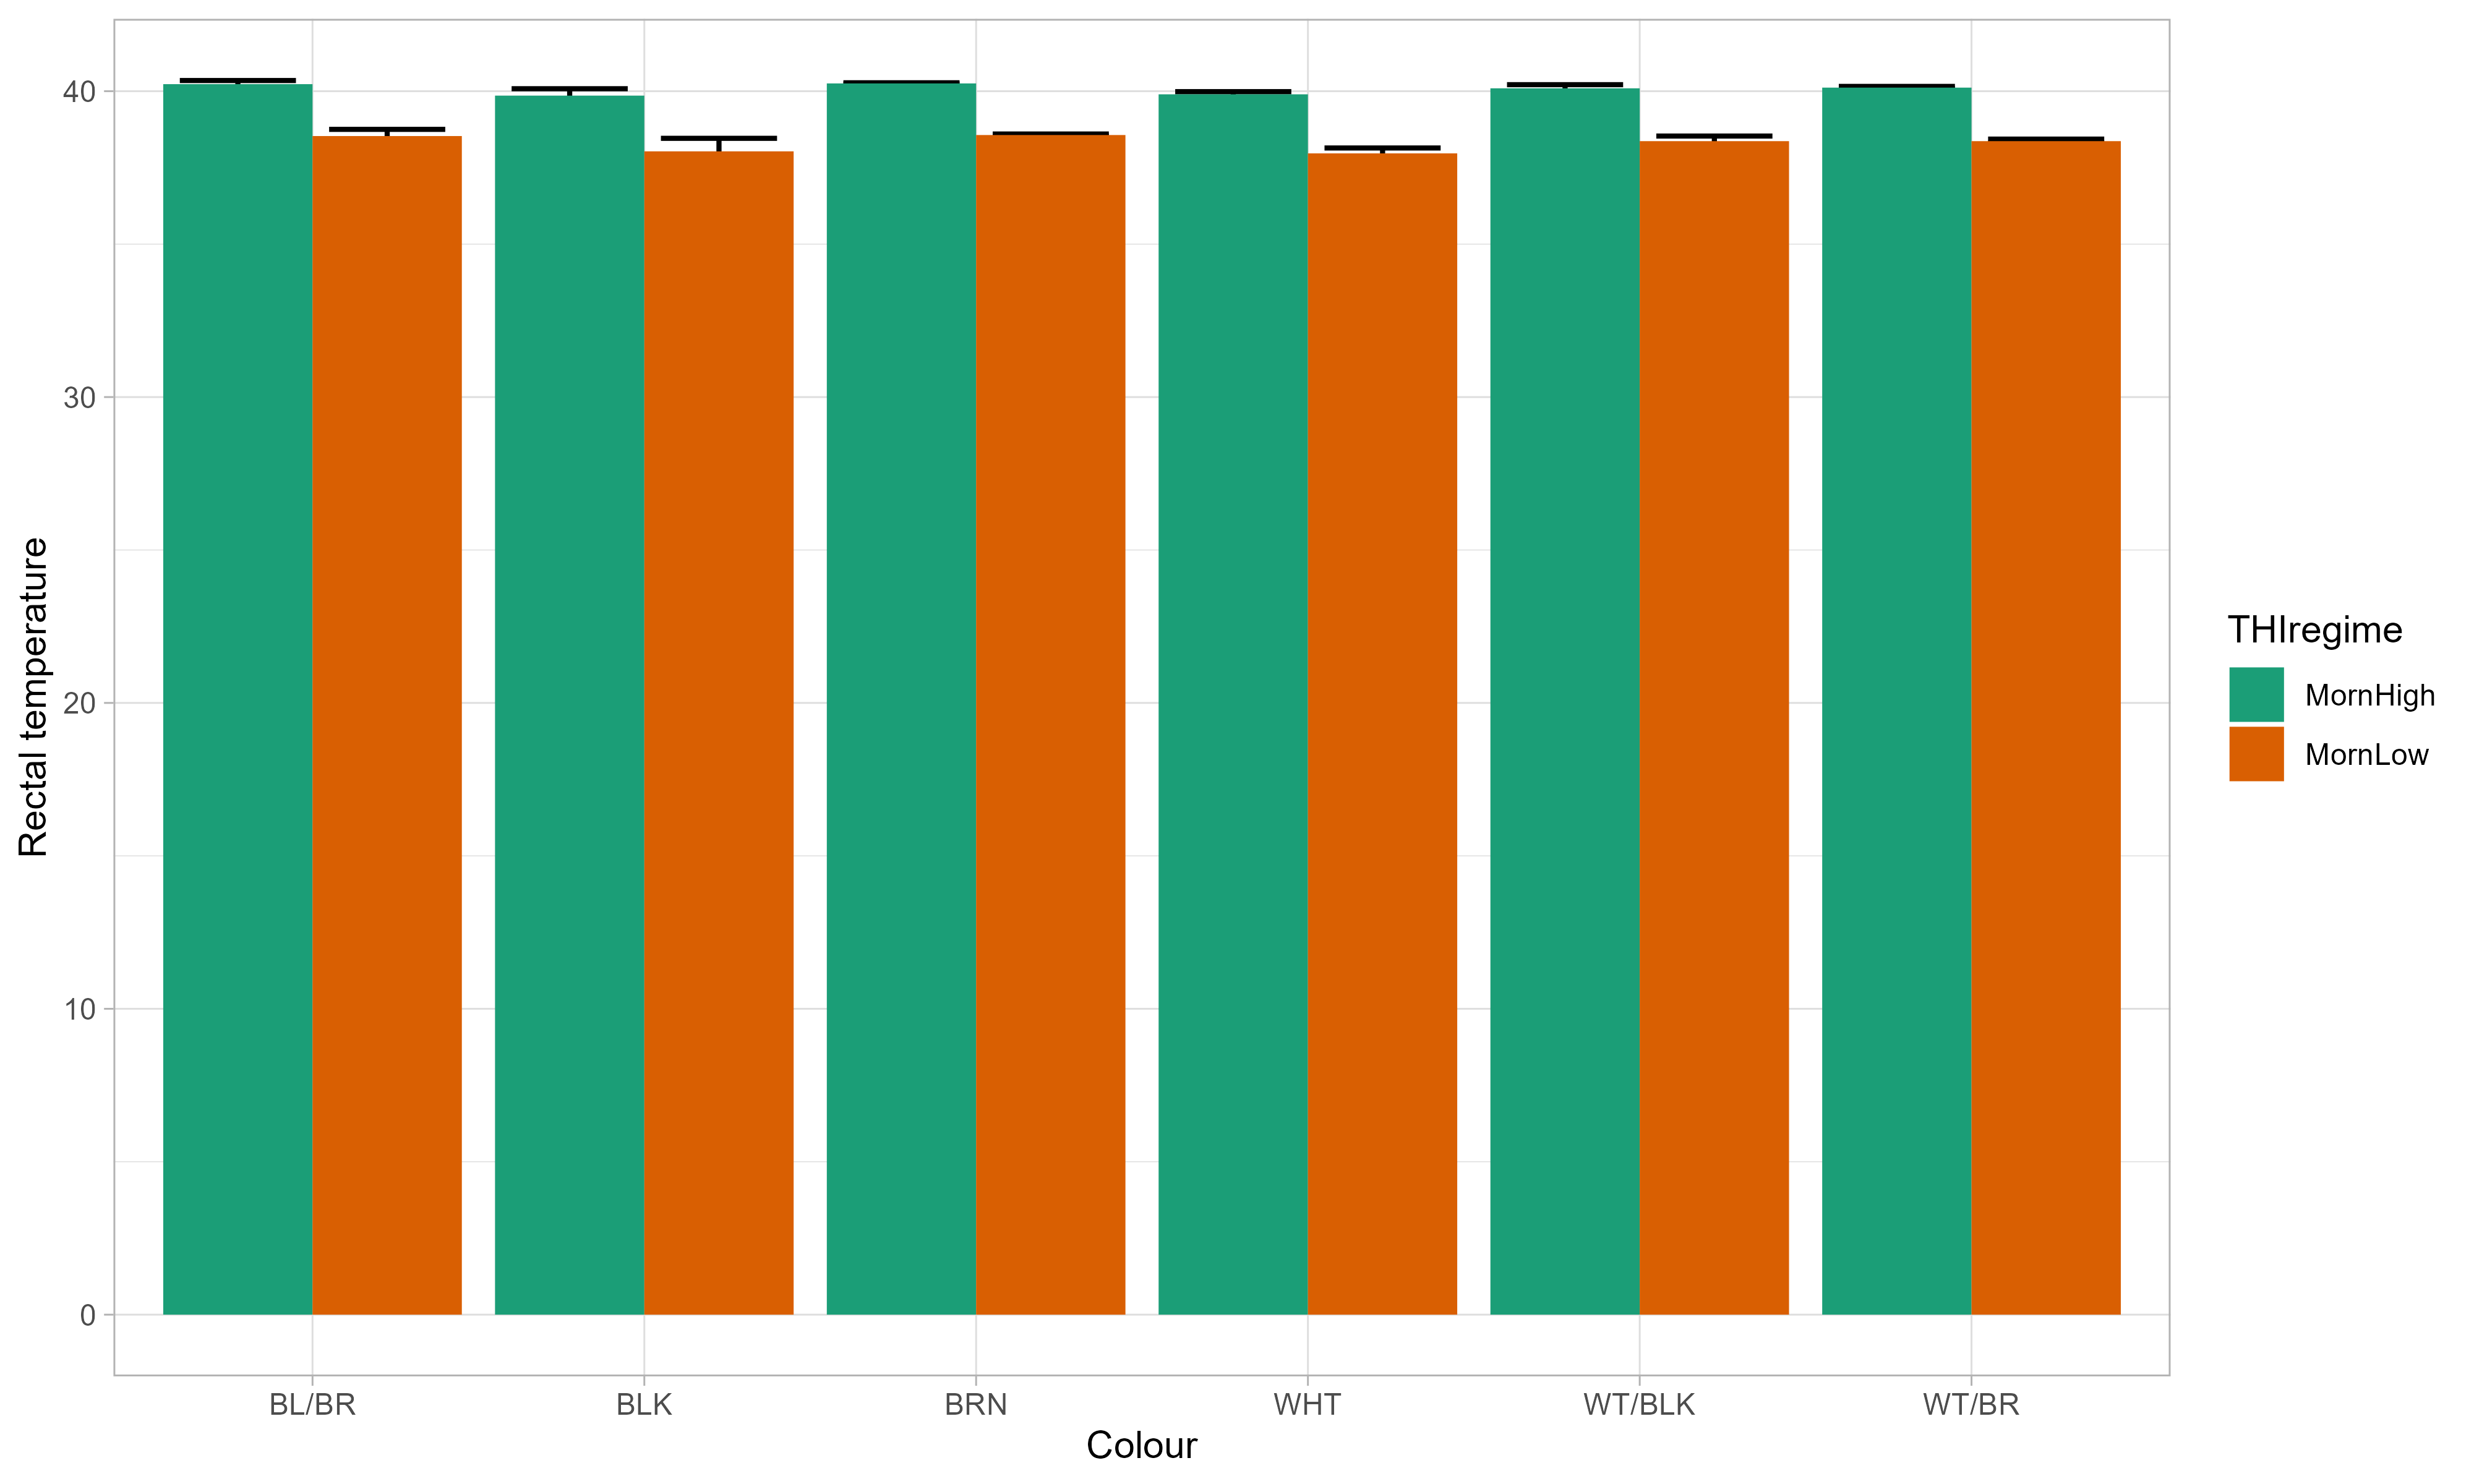 Rectal temperature
40
30
20
10
0
BL/BR BLK BRN WHT WT/BLK WT/BR
Colour
THIregime
MornHigh
MornLow